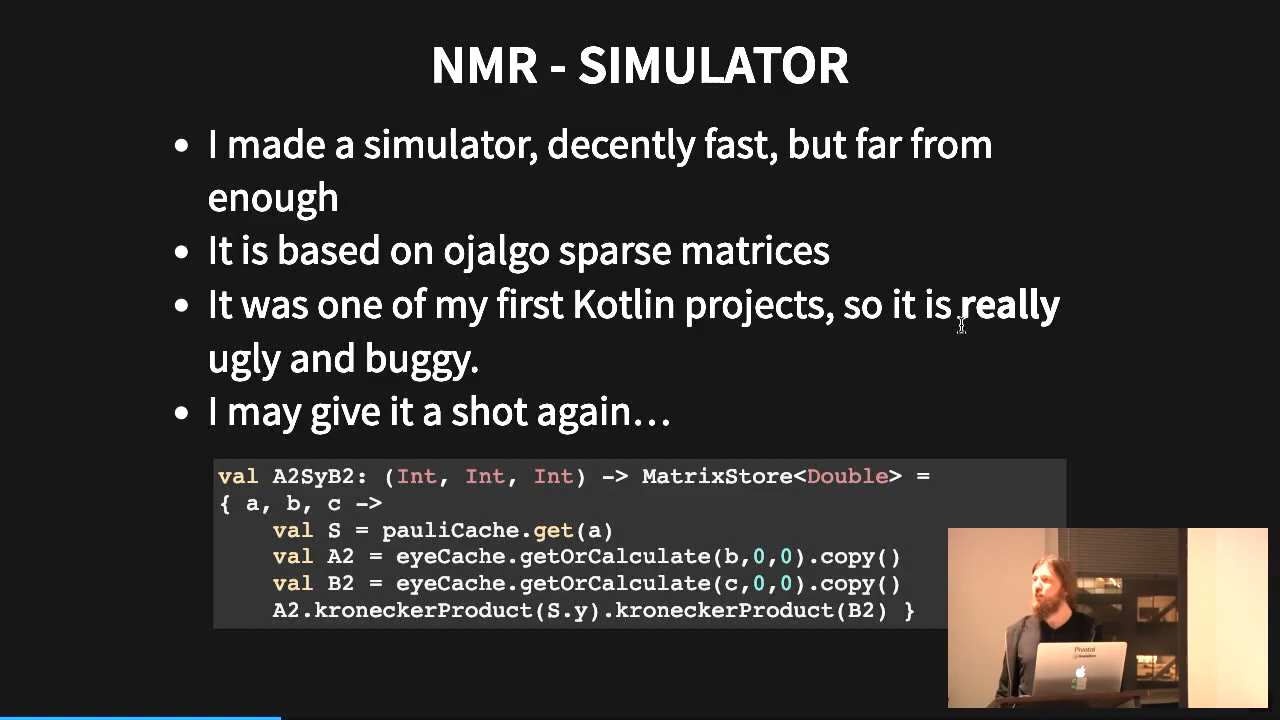 NMR - SIMULATOR
• I made a simulator, decently fast, but far from
enough
• It is based on ojalgo sparse matrices
• It was one of my first Kotlin projects, so it is really
ugly and buggy.
• I may give it a shot again…
val A2SyB2: (Int, Int, Int) -> MatrixStore<Double> =
{ a, b, c ->
    val S = pauliCache.get(a)
    val A2 = eyeCache.getOrCalculate(b,0,0).copy()
    val B2 = eyeCache.getOrCalculate(c,0,0).copy()
    A2.kroneckerProduct(S.y).kroneckerProduct(B2) }
Pivotal